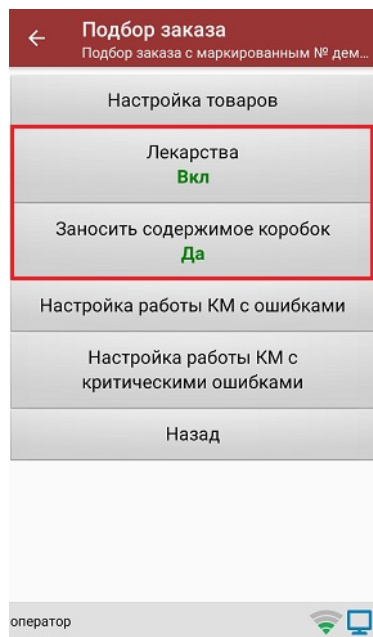 Подбор заказа
Подбор заказа с маркированным № дем...
Настройка товаров
Лекарства
Вкл
Заносить содержимое коробок
Да
Настройка работы КМ с ошибками
Настройка работы КМ с
критическими ошибками
Назад
оператор